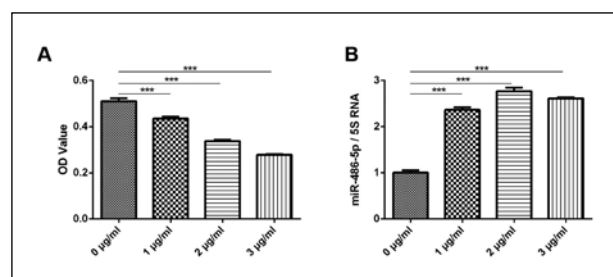 A
***
***
***
0.6
0.4
0.2
0.0
OD Value
0 μg/ml
1 μg/ml
2 μg/ml
3 μg/ml
B
***
***
***
3
2
1
0
miR-486-5p / 5S RNA
0 μg/ml
1 μg/ml
2 μg/ml
3 μg/ml